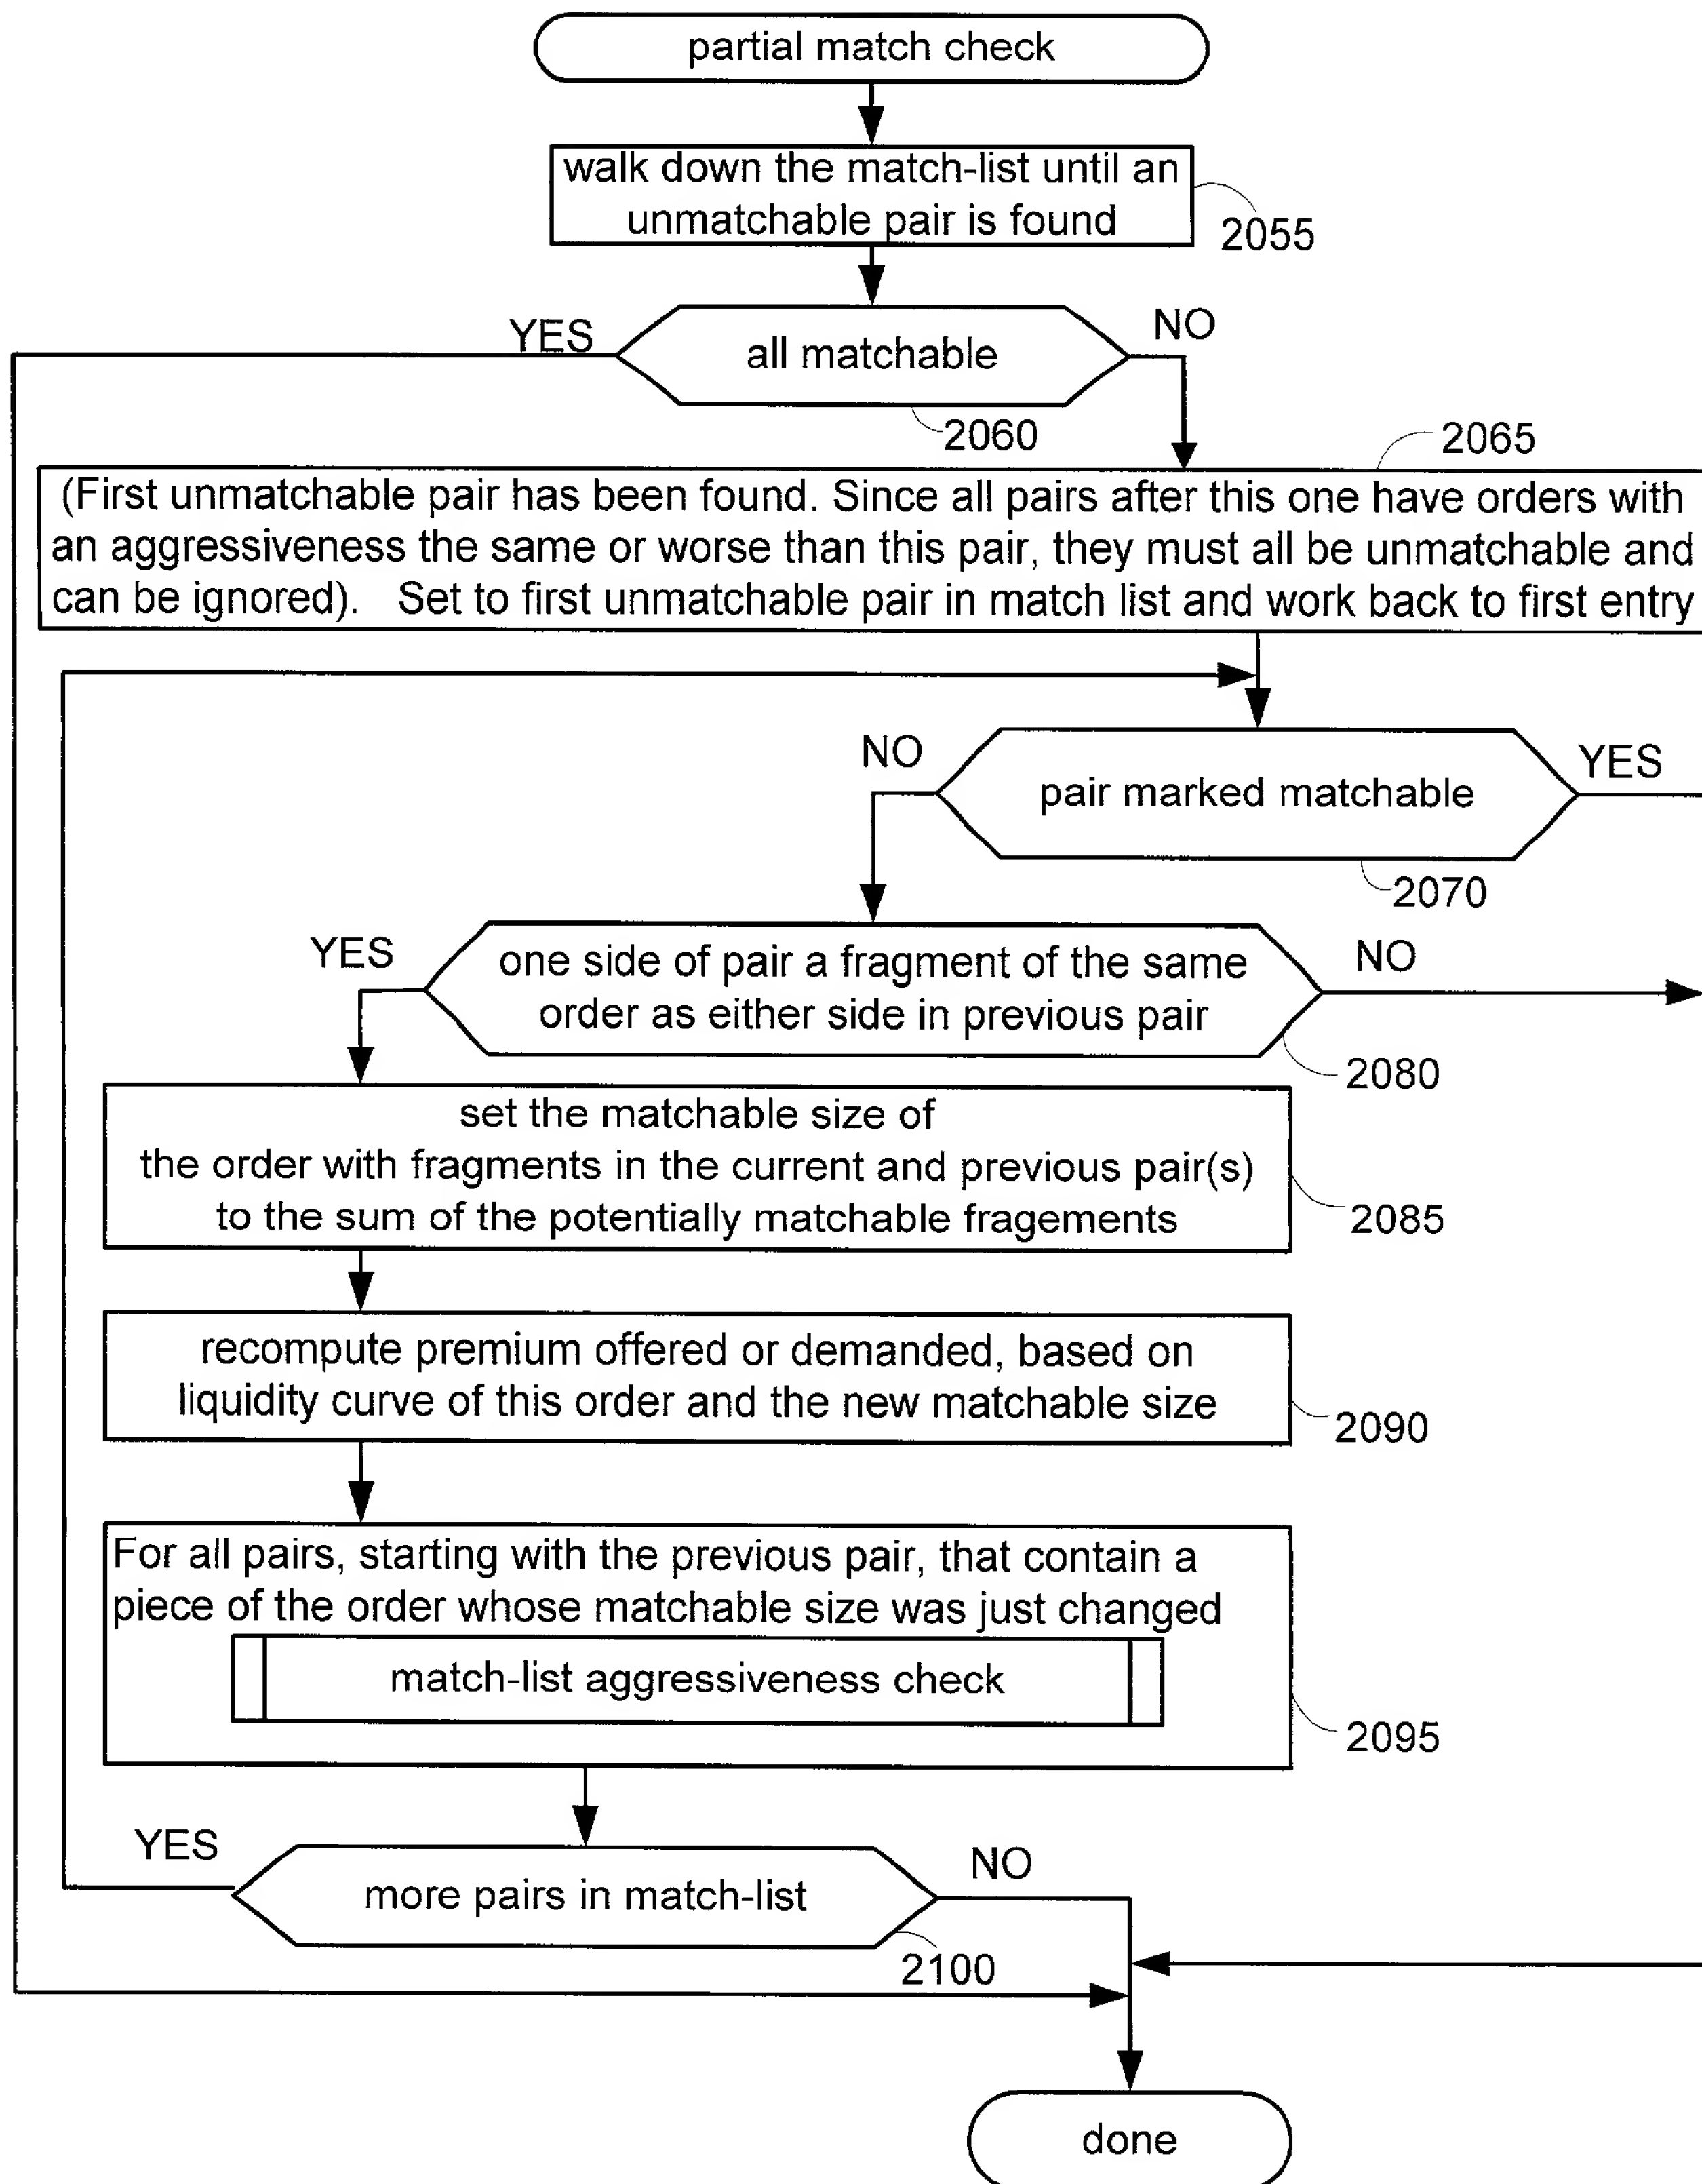 partial match check
walk down the match-list until an
unmatchable pair is found
2055
YES
NO
all matchable
2060
2065
(First unmatchable pair has been found. Since all pairs after this one have orders with
an aggressiveness the same or worse than this pair, they must all be unmatchable and
can be ignored). Set to first unmatchable pair in match list and work back to first entry
NO
YES
pair marked matchable
2070
YES
NO
one side of pair a fragment of the same
order as either side in previous pair
2080
set the matchable size of
the order with fragments in the current and previous pair(s)
to the sum of the potentially matchable fragements
2085
recompute premium offered or demanded, based on
liquidity curve of this order and the new matchable size
2090
For all pairs, starting with the previous pair, that contain a
piece of the order whose matchable size was just changed
match-list aggressiveness check
2095
YES
NO
more pairs in match-list
2100
done